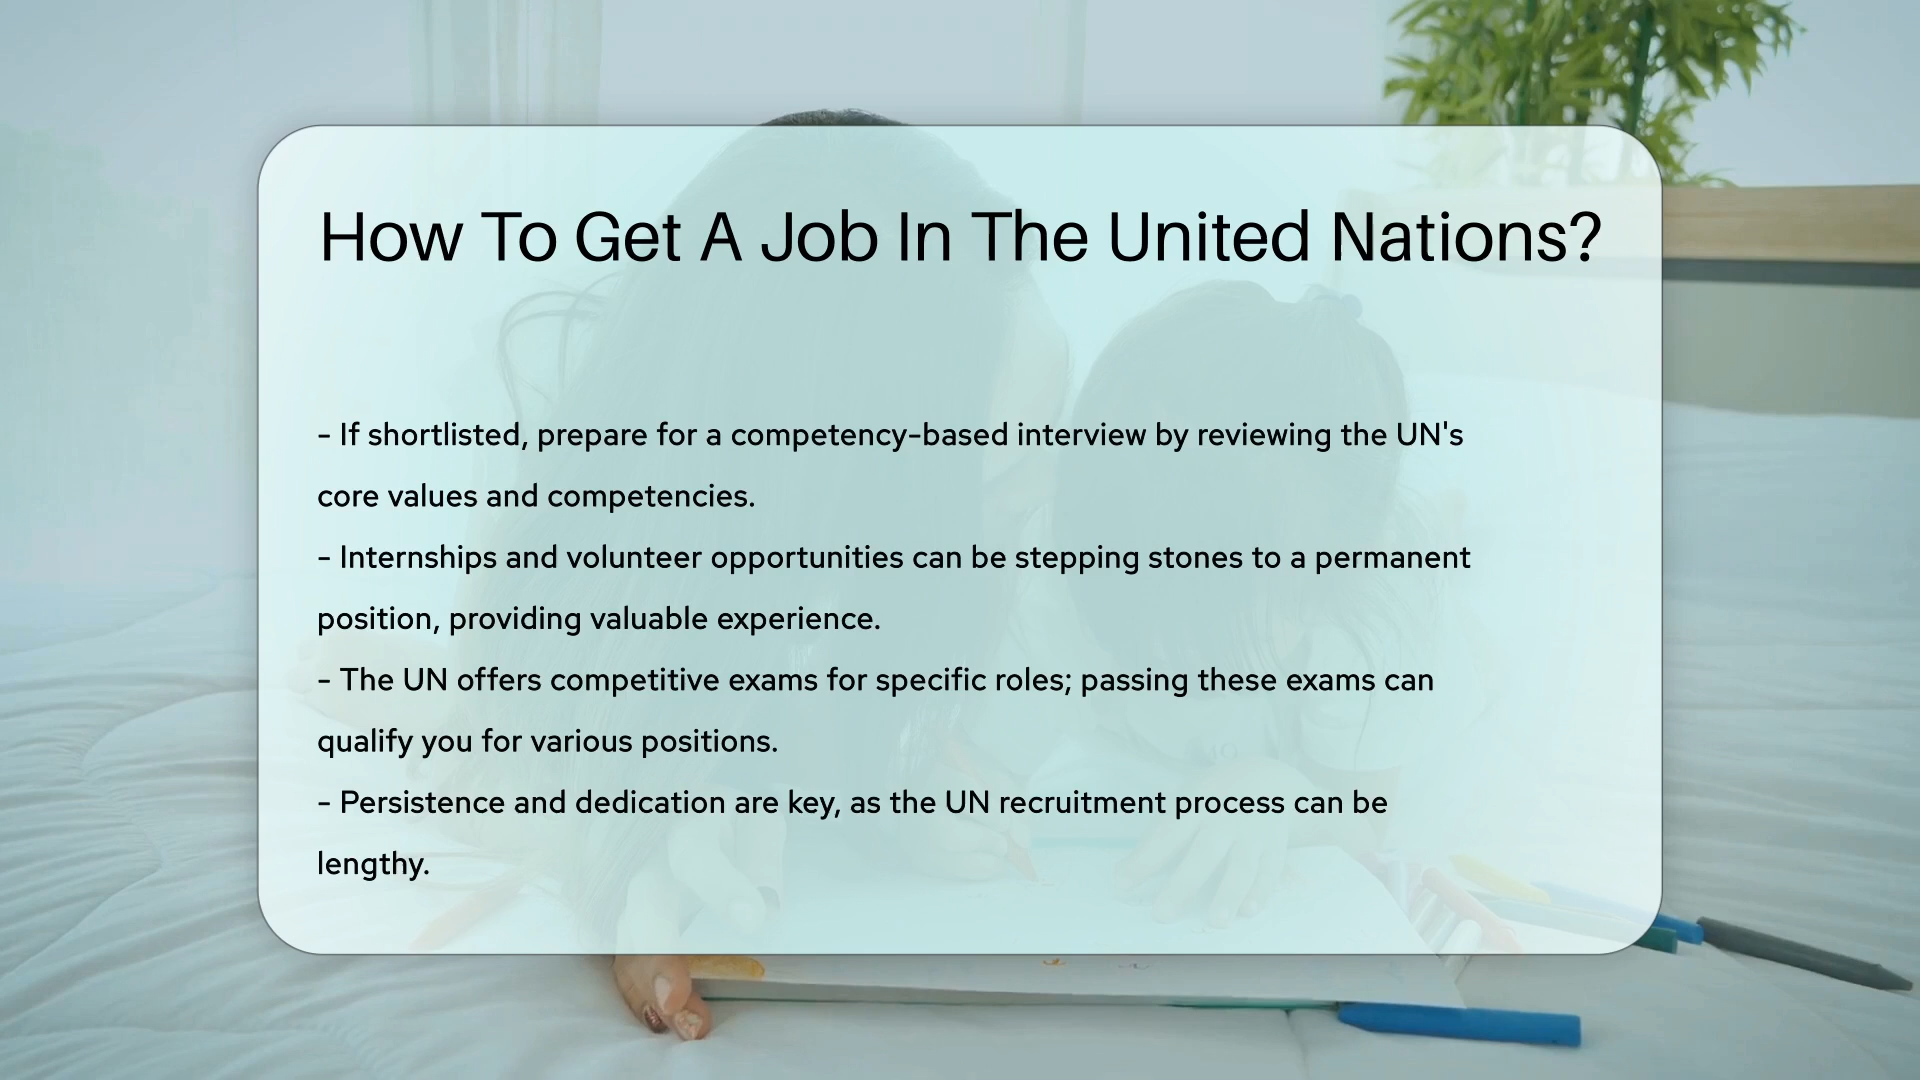 How To Get A Job In The United Nations?
- If shortlisted, prepare for a competency-based interview by reviewing the UN's
core values and competencies.
- Internships and volunteer opportunities can be stepping stones to a permanent
position, providing valuable experience.
- The UN offers competitive exams for specific roles; passing these exams can
qualify you for various positions.
- Persistence and dedication are key, as the UN recruitment process can be
lengthy.